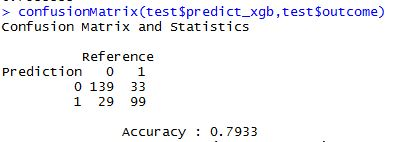 > confusionMatrix(test$predict_xgb,test$outcome)
Confusion Matrix and Statistics
Reference
Prediction 0 1
0 139 33
1 29 99
Accuracy : 0.7933